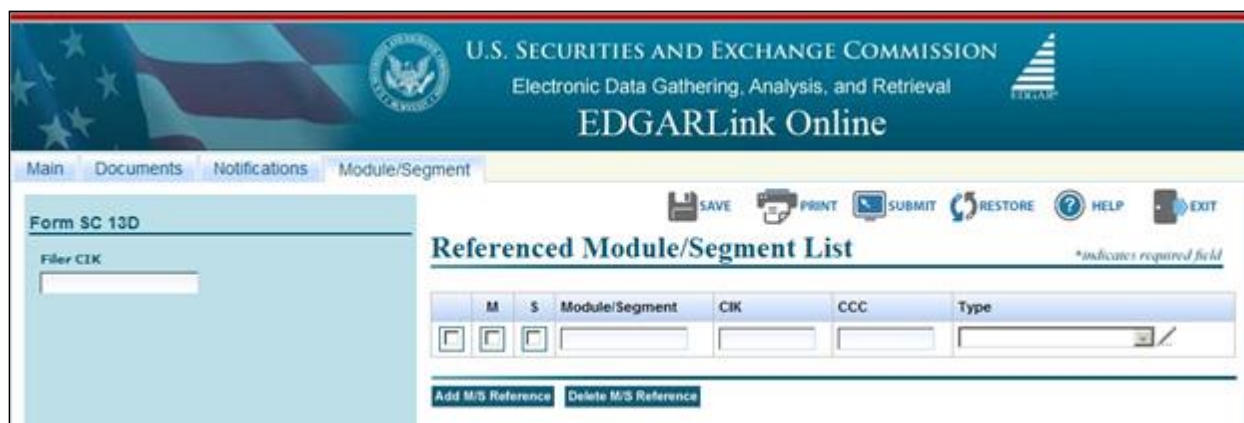 U.S. SECURITIES AND EXCHANGE COMMISSION
Electronic Data Gathering, Analysis, and Retrieval
EDGAR®
EDGARLink Online
Main Documents Notifications Module/Segment
SAVE PRINT SUBMIT RESTORE HELP EXIT
Form SC 13D
Filer CIK
Referenced Module/Segment List
*indicates required field
M S Module/Segment CIK CCC Type
Add M/S Reference Delete M/S Reference